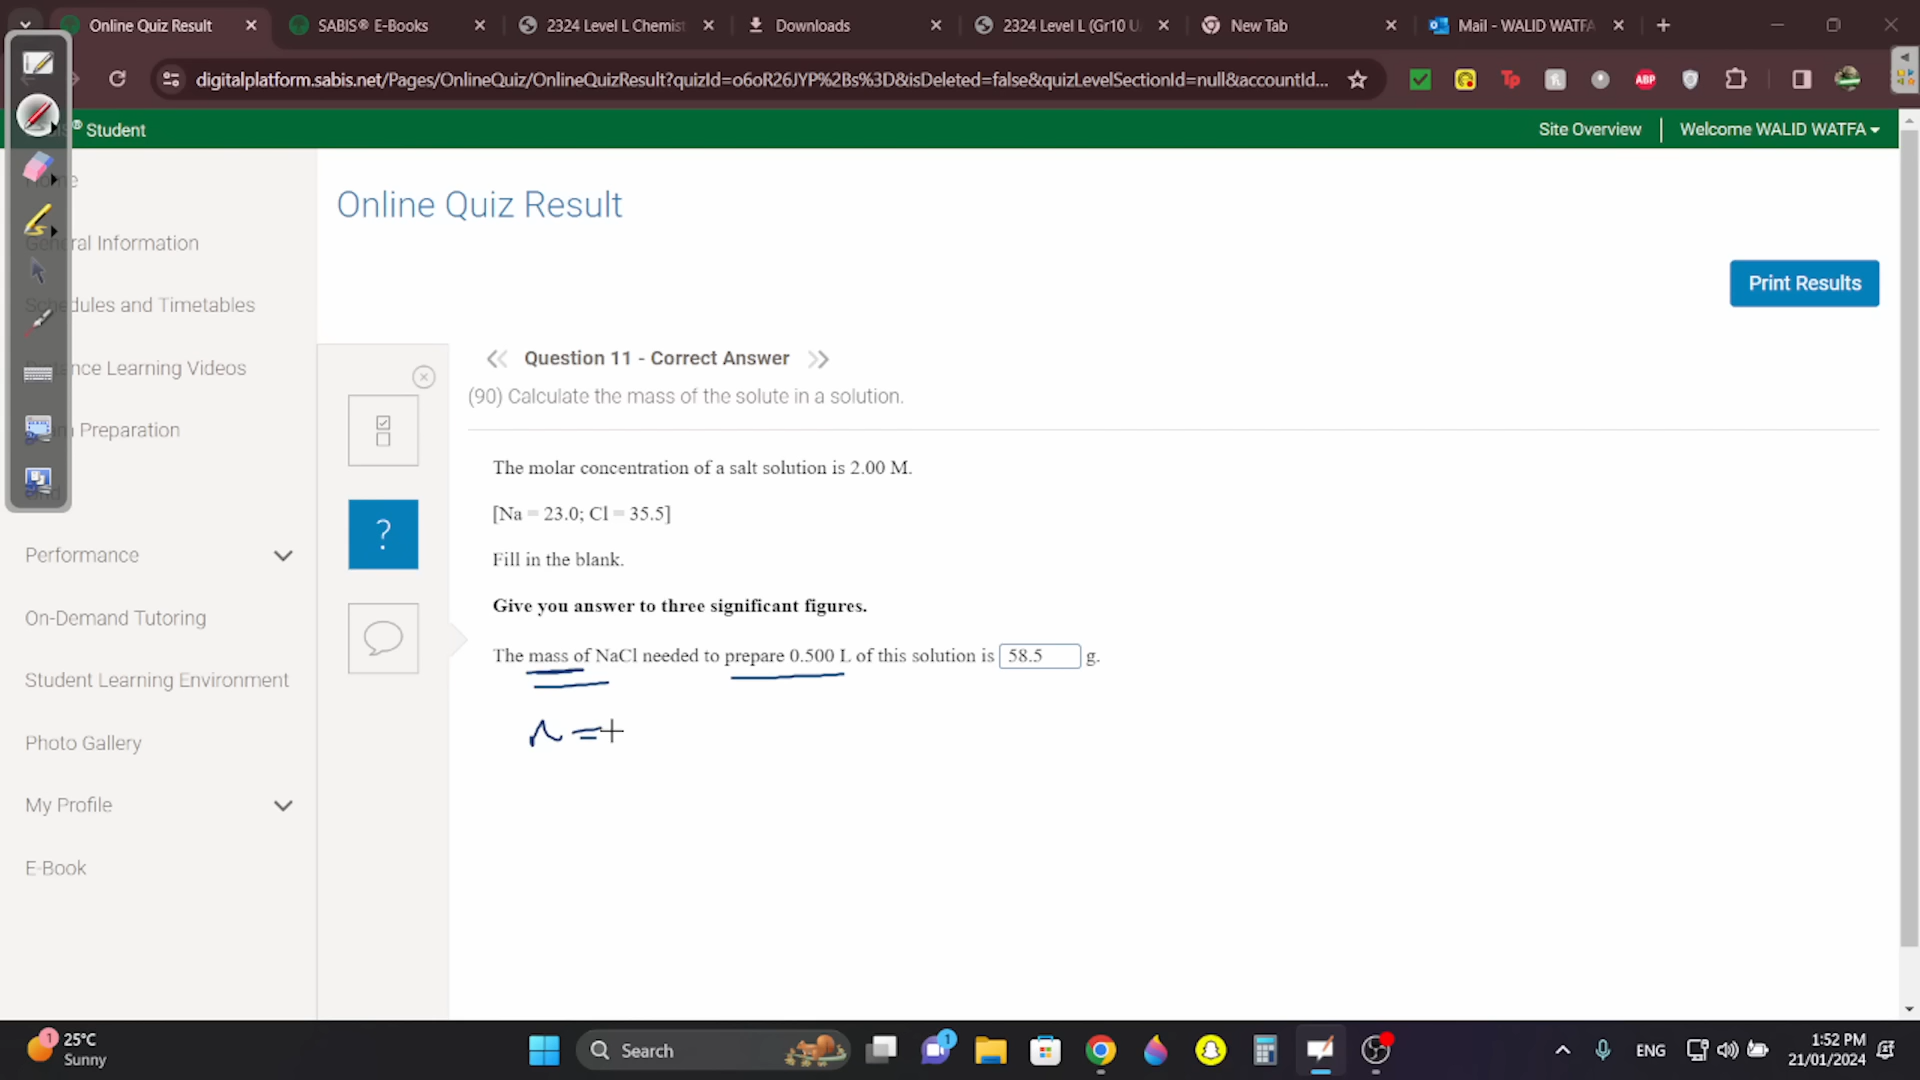 Online Quiz Result
SABIS® E-Books
2324 Level L Chemist
Downloads
2324 Level L (Gr10 U
New Tab
Mail - WALID WATFA
digitalplatform.sabis.net/Pages/OnlineQuiz/OnlineQuizResult?quizId=o6oR26JYP%2Bs%3D&isDeleted=false&quizLevelSectionId=null&accountId...
® Student
Site Overview
Welcome WALID WATFA
General Information
Schedules and Timetables
Distance Learning Videos
Preparation
Performance
On-Demand Tutoring
Student Learning Environment
Photo Gallery
My Profile
E-Book
Online Quiz Result
Print Results
Question 11 - Correct Answer
(90) Calculate the mass of the solute in a solution.
The molar concentration of a salt solution is 2.00 M.
[Na = 23.0; Cl = 35.5]
Fill in the blank.
Give you answer to three significant figures.
The mass of NaCl needed to prepare 0.500 L of this solution is 58.5 g.
n =
25°C
Sunny
Search
ENG
1:52 PM
21/01/2024